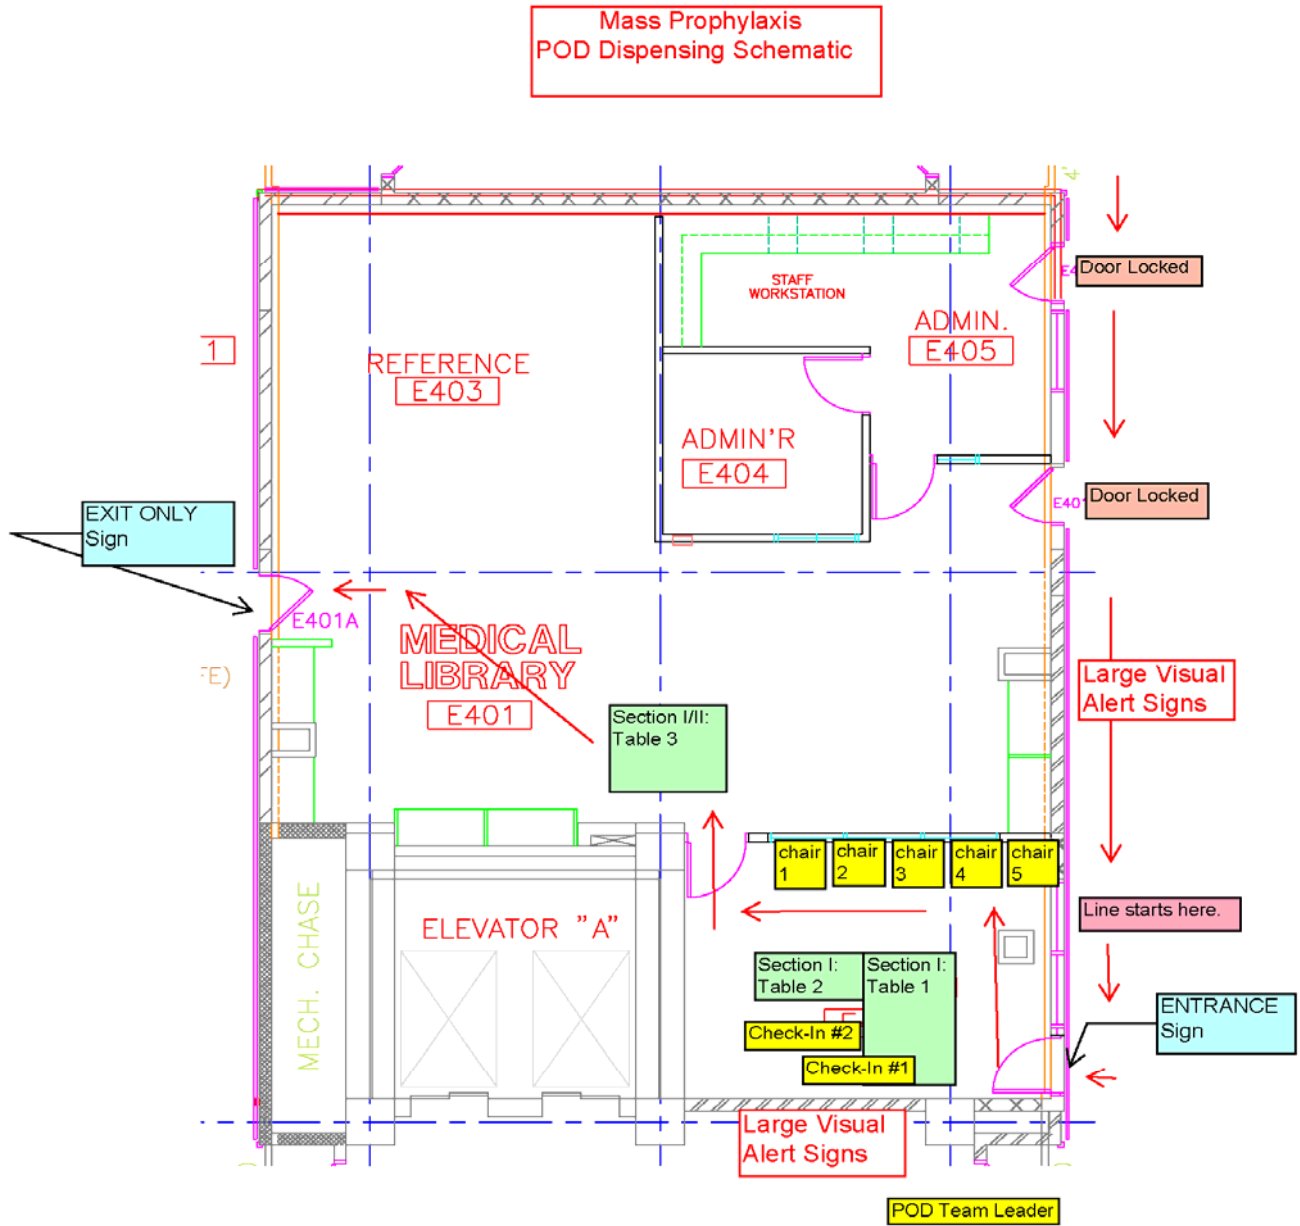 Mass Prophylaxis
POD Dispensing Schematic
4'
Door Locked
STAFF
WORKSTATION
ADMIN.
E405
1
REFERENCE
E403
ADMIN'R
E404
Door Locked
EXIT ONLY
Sign
E401A
MEDICAL
LIBRARY
E401
FE)
Large Visual
Alert Signs
Section I/II:
Table 3
chair
1
chair
2
chair
3
chair
4
chair
5
Line starts here.
ELEVATOR "A"
MECH. CHASE
Section I:
Table 2
Section I:
Table 1
Check-In #2
Check-In #1
ENTRANCE
Sign
Large Visual
Alert Signs
POD Team Leader